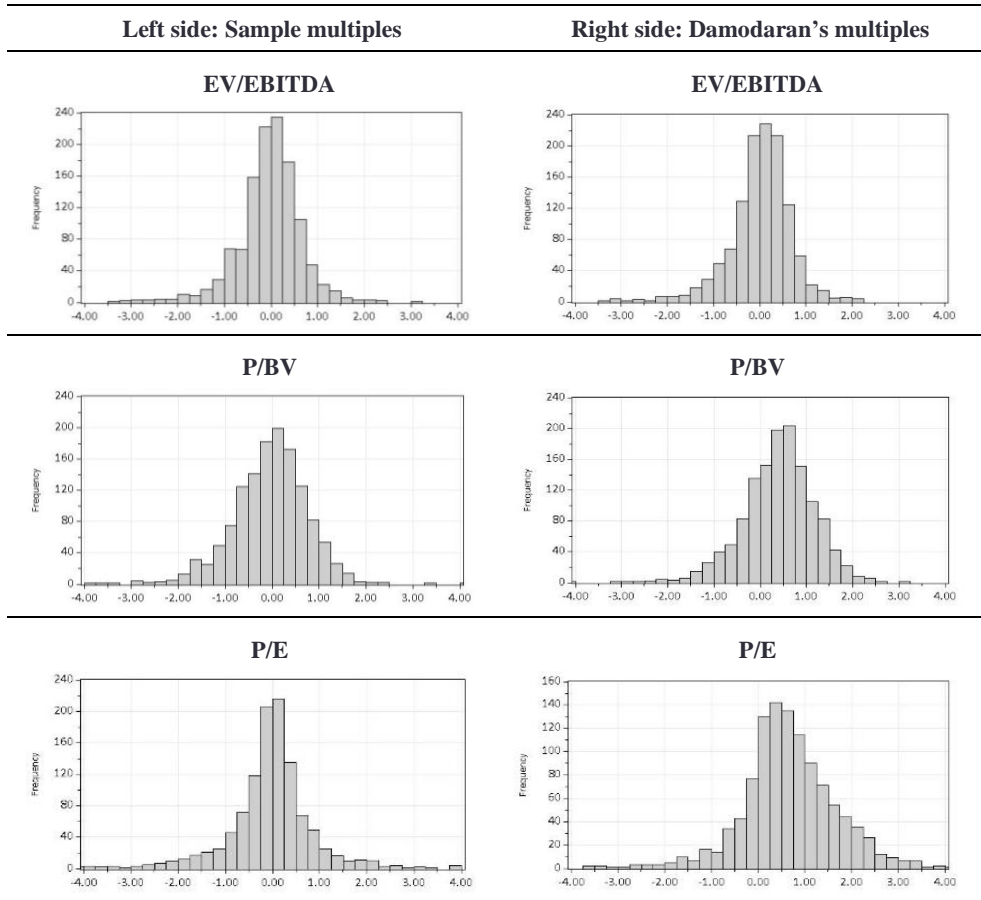 Left side: Sample multiples Right side: Damodaran’s multiples
EV/EBITDA EV/EBITDA
240 240
200 200
160 160
120 120
80 80
40 40
0 0
Frequency Frequency
-4.00 -3.00 -2.00 -1.00 0.00 1.00 2.00 3.00 4.00 -4.00 -3.00 -2.00 -1.00 0.00 1.00 2.00 3.00 4.00
P/BV P/BV
240 240
200 200
160 160
120 120
80 80
40 40
0 0
Frequency Frequency
-4.00 -3.00 -2.00 -1.00 0.00 1.00 2.00 3.00 4.00 -4.00 -3.00 -2.00 -1.00 0.00 1.00 2.00 3.00 4.00
P/E P/E
240 160
200 140
160 120
120 100
80 80
40 60
0 40
20
0
Frequency Frequency
-4.00 -3.00 -2.00 -1.00 0.00 1.00 2.00 3.00 4.00 -4.00 -3.00 -2.00 -1.00 0.00 1.00 2.00 3.00 4.00